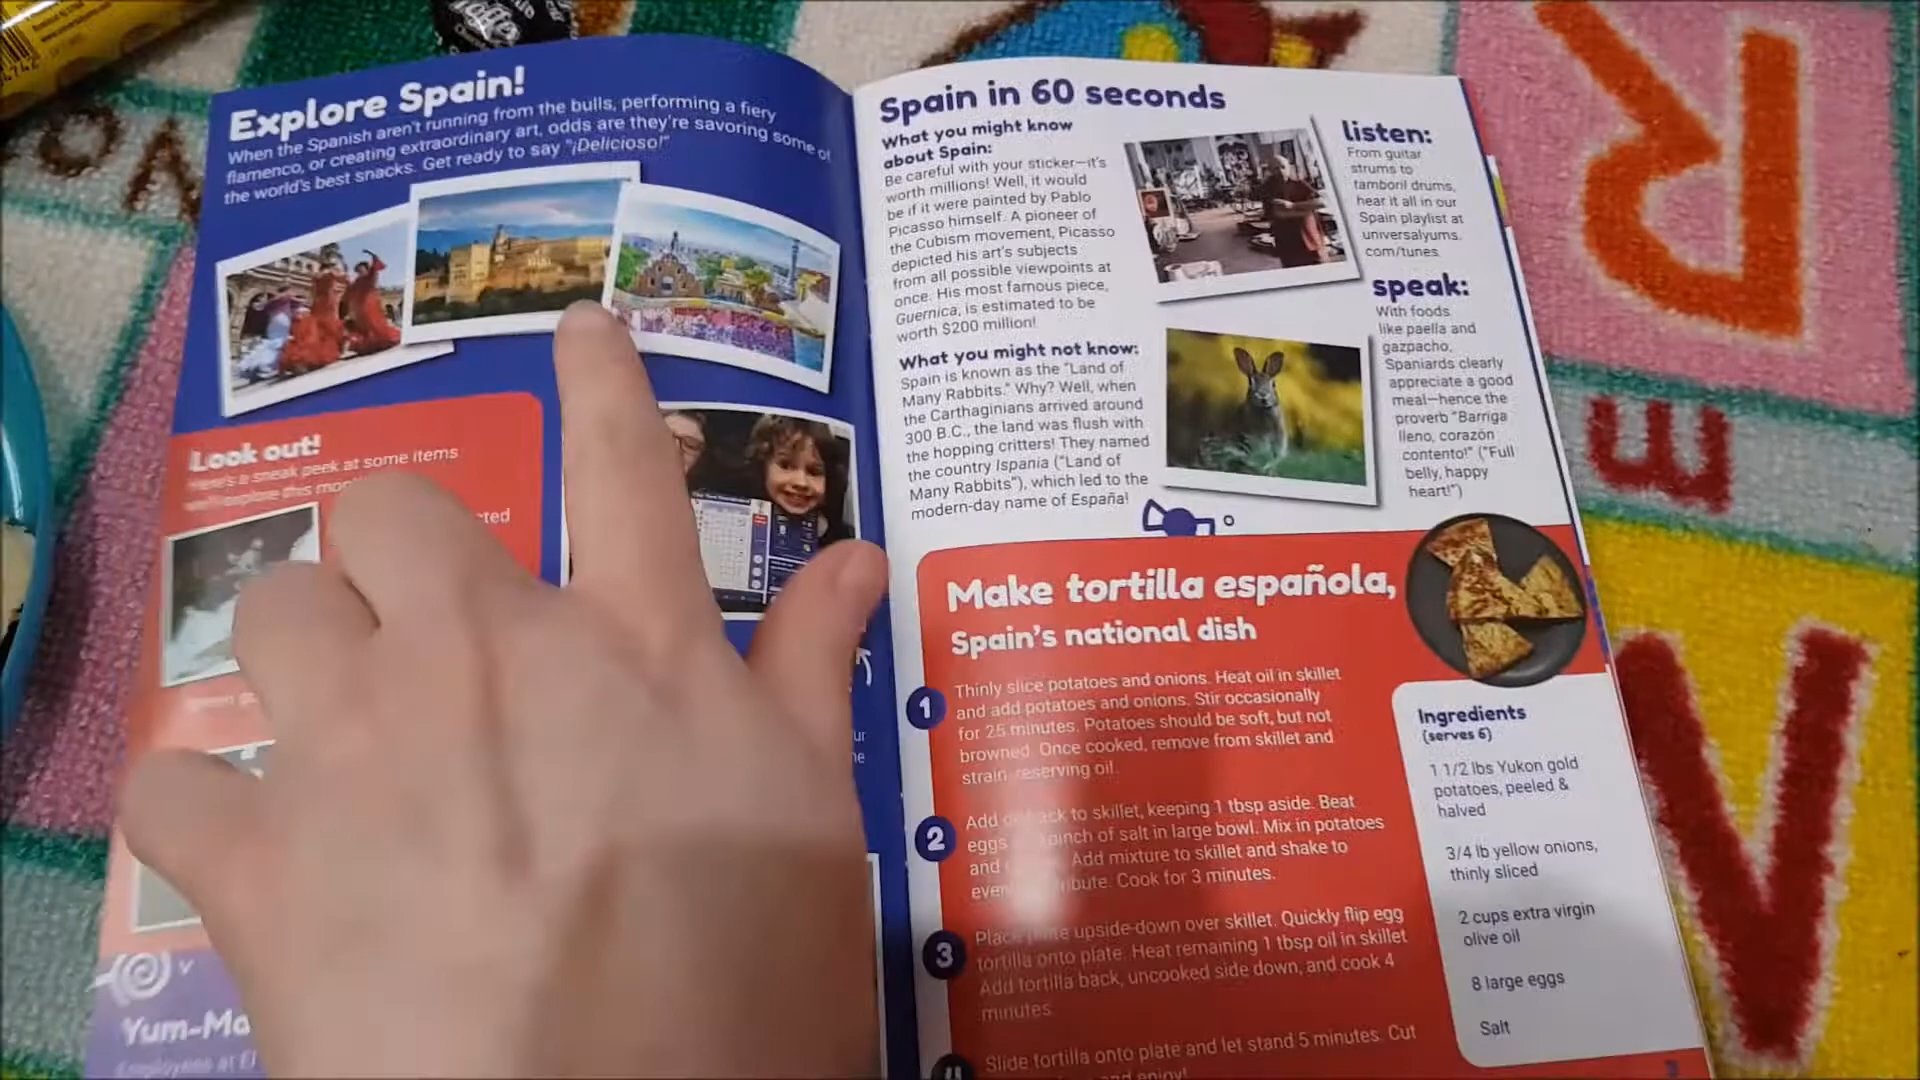 Explore Spain!
When the Spanish aren't running from the bulls, performing a fiery
flamenco, or creating extraordinary art, odds are they're savoring some of
the world's best snacks. Get ready to say "¡Delicioso!"
Look out!
Here's a sneak peek at some items
we'll explore this
Yum-Ma
Employees at El
Spain in 60 seconds
What you might know
about Spain:
Be careful with your sticker—it's
worth millions! Well, it would
be if it were painted by Pablo
Picasso himself. A pioneer of
the Cubism movement, Picasso
depicted his art's subjects
from all possible viewpoints at
once. His most famous piece,
Guernica, is estimated to be
worth $200 million!
What you might not know:
Spain is known as the "Land of
Many Rabbits." Why? Well, when
the Carthaginians arrived around
300 B.C., the land was flush with
the hopping critters! They named
the country Ispania ("Land of
Many Rabbits"), which led to the
modern-day name of España!
listen:
From guitar
strums to
tamboril drums,
hear it all in our
Spain playlist at
universalyums.
com/tunes
speak:
With foods
like paella and
gazpacho,
Spaniards clearly
appreciate a good
meal—hence the
proverb "Barriga
lleno, corazón
contento!" ("Full
belly, happy
heart!")
Make tortilla española,
Spain's national dish
1
Thinly slice potatoes and onions. Heat oil in skillet
and add potatoes and onions. Stir occasionally
for 25 minutes. Potatoes should be soft, but not
browned. Once cooked, remove from skillet and
strain, reserving oil.
2
Add back to skillet, keeping 1 tbsp aside. Beat
eggs pinch of salt in large bowl. Mix in potatoes
and Add mixture to skillet and shake to
Cook for 3 minutes.
3
Place plate upside-down over skillet. Quickly flip egg
tortilla onto plate. Heat remaining 1 tbsp oil in skillet
Add tortilla back, uncooked side down, and cook 4
minutes.
4
Slide tortilla onto plate and let stand 5 minutes. Cut
and enjoy!
Ingredients
(serves 6)
1 1/2 lbs Yukon gold
potatoes, peeled &
halved
3/4 lb yellow onions,
thinly sliced
2 cups extra virgin
olive oil
8 large eggs
Salt
3
R
E
V